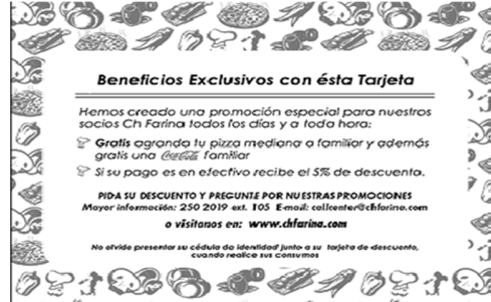 Beneficios Exclusivos con ésta Tarjeta
Hemos creado una promoción especial para nuestros
socios Ch Farina todos los días y a toda hora:
Gratis agranda tu pizza mediana a familiar y además
gratis una Coca-Cola familiar
Si su pago es en efectivo recibe el 5% de descuento.
PIDA SU DESCUENTO Y PREGUNTE POR NUESTRAS PROMOCIONES
Mayor información: 250 2019 ext. 105 E-mail: callcenter@chfarina.com
o visitanos en: www.chfarina.com
No olvide presentar su cédula de identidad junto a su tarjeta de descuento,
cuando realice sus consumos